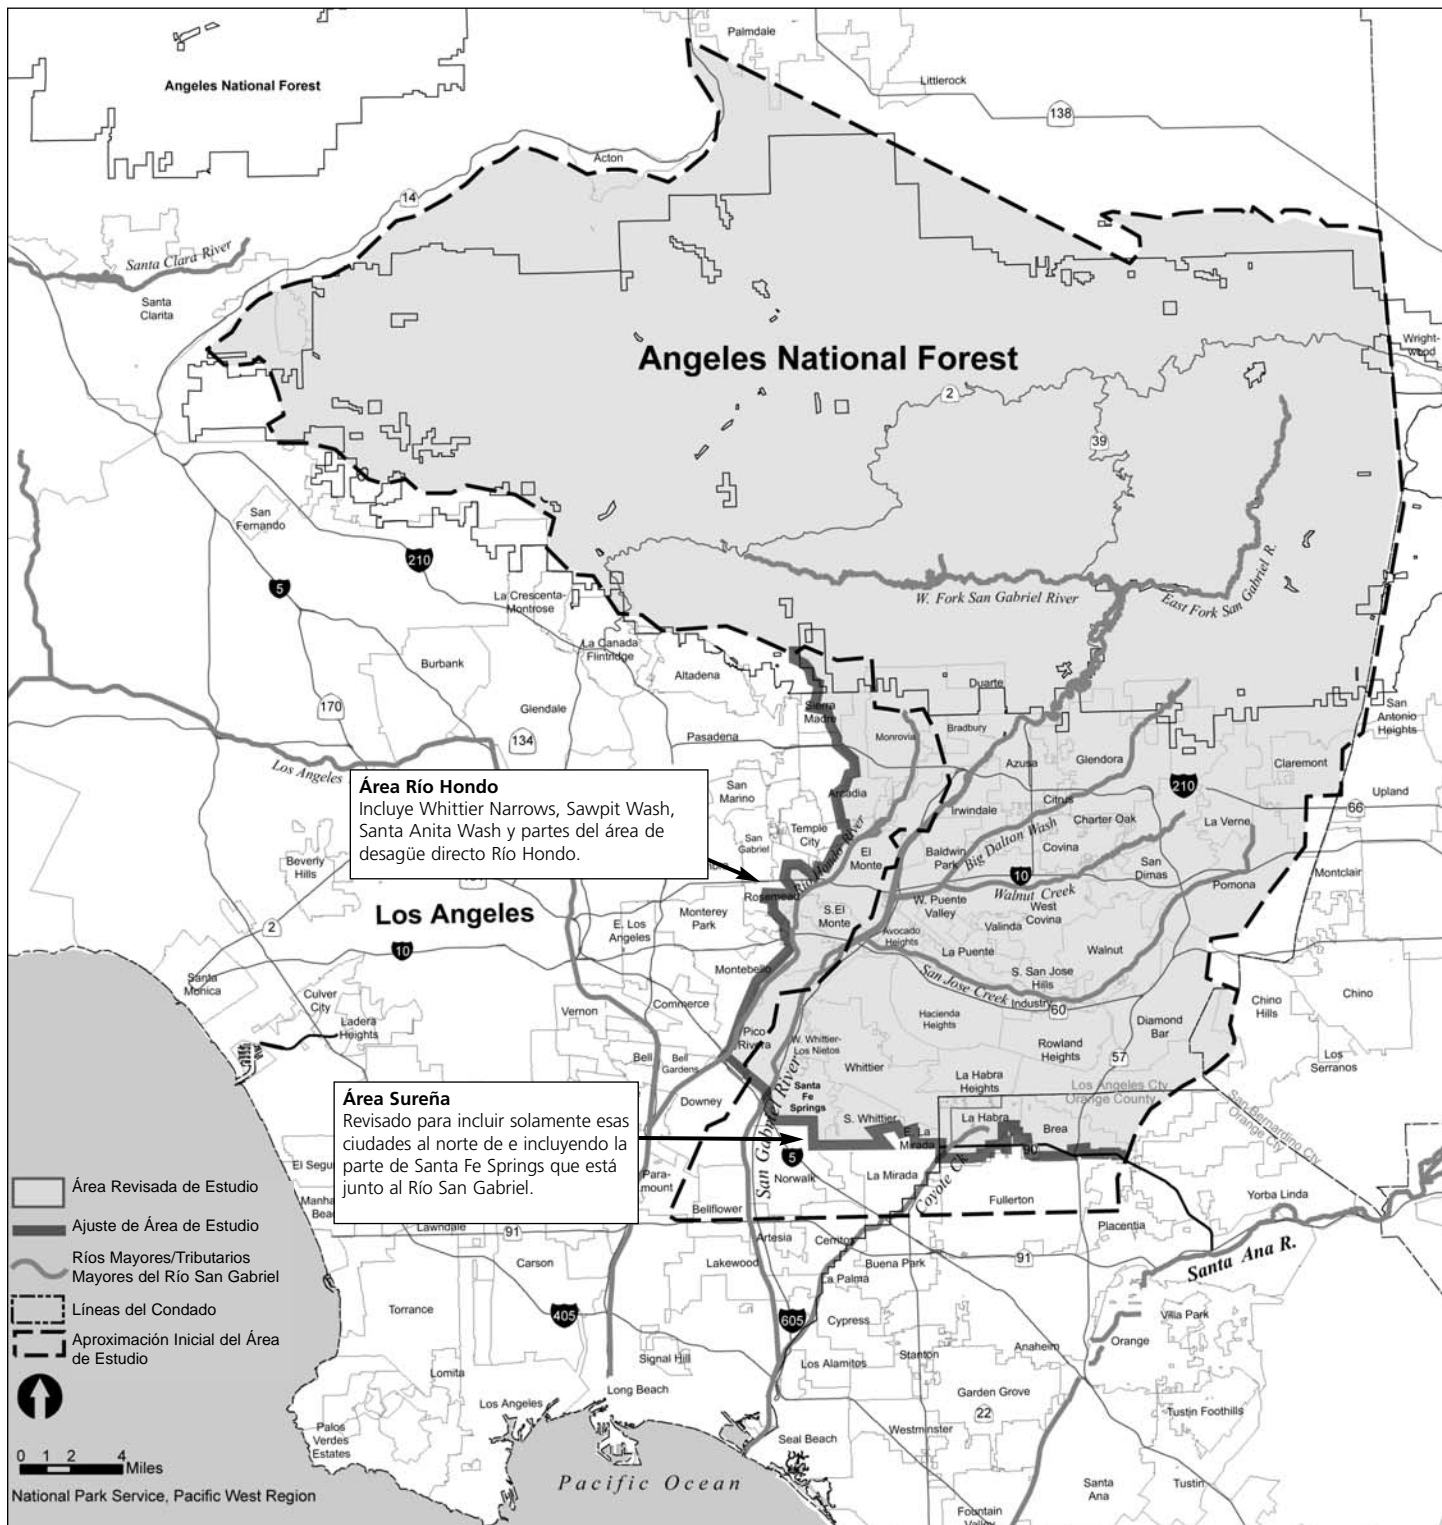 Palmdale
Littlerock
Angeles National Forest
138
Acton
14
Santa Clara River
Santa
Clarita
Angeles National Forest
Wright-
wood
2
39
San
Fernando
210
5
La Crescenta-
Montrose
W. Fork San Gabriel River
East Fork San Gabriel R.
La Canada
Flintridge
Burbank
Altadena
Duarte
Sierra
Madre
San
Antonio
Heights
170
Glendale
134
Pasadena
Monrovia
Bradbury
Los Angeles
Azusa
Glendora
Claremont
Área Río Hondo
Incluye Whittier Narrows, Sawpit Wash,
Santa Anita Wash y partes del área de
desagüe directo Río Hondo.
San
Marino
Arcadia
Irwindale
Citrus
210
Upland
66
Charter Oak
La Verne
Temple
City
San
Gabriel
Rio Hondo River
El
Monte
Baldwin
Park
Big Dalton Wash
Covina
San
Dimas
Montclair
Beverly
Hills
10
Walnut Creek
Pomona
Rosemead
Los Angeles
2
Monterey
Park
S.El
Monte
W. Puente
Valley
West
Covina
E. Los
Angeles
Valinda
Avocado
Heights
La Puente
Walnut
10
Santa
Monica
Montebello
San Jose Creek
S. San Jose
Hills
Industry
60
Culver
City
Commerce
Chino
Hills
Chino
Ladera
Heights
Vernon
Pico
Rivera
Hacienda
Heights
Diamond
Bar
W. Whittier-
Los Nietos
Rowland
Heights
57
Los
Serranos
Bell
Bell
Gardens
Whittier
La Habra
Heights
Los Angeles Cty
Orange County
San Bernardino Cty
Orange Cty
Área Sureña
Revisado para incluir solamente esas
ciudades al norte de e incluyendo la
parte de Santa Fe Springs que está
junto al Río San Gabriel.
Downey
Santa
Fe
Springs
San Gabriel River
S. Whittier
La Habra
Brea
E. La
Mirada
90
5
El Segu
Para-
mount
Norwalk
La Mirada
Coyote Ck
Fullerton
Yorba Linda
Manha
Beac
Lawndale
91
Bellflower
Placentia
Artesia
Cerritos
91
Santa Ana R.
Carson
Lakewood
Buena Park
La Palma
Torrance
405
605
Cypress
Villa Park
Orange
Anaheim
Signal Hill
Los Alamitos
Stanton
Lomita
Long Beach
Garden Grove
Los Angeles
22
Tustin Foothills
Palos
Verdes
Estates
Westminster
Seal Beach
Pacific Ocean
Santa
Ana
Tustin
Fountain
Valley
Área Revisada de Estudio
Ajuste de Área de Estudio
Ríos Mayores/Tributarios
Mayores del Río San Gabriel
Líneas del Condado
Aproximación Inicial del Área
de Estudio
0 1 2 4
Miles
National Park Service, Pacific West Region